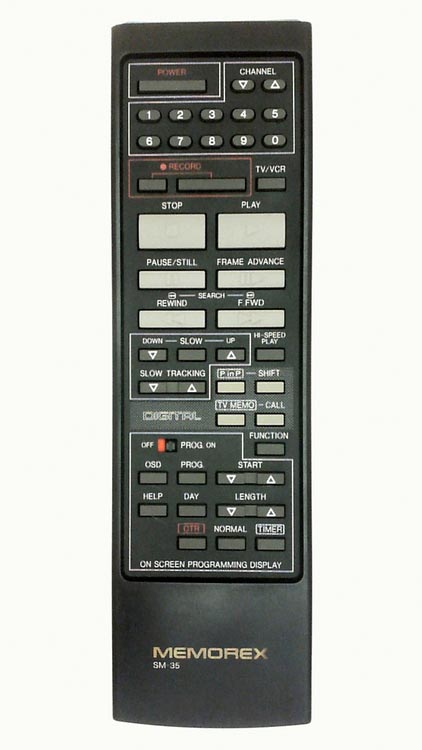 POWER
CHANNEL
1 2 3 4 5
6 7 8 9 0
RECORD
TV/VCR
STOP PLAY
PAUSE/STILL FRAME ADVANCE
SEARCH
REWIND F.FWD
DOWN SLOW UP
HI-SPEED
PLAY
SLOW TRACKING
P in P SHIFT
TV MEMO CALL
DIGITAL
FUNCTION
OFF PROG. ON
OSD PROG. START
HELP DAY LENGTH
CTR NORMAL TIMER
ON SCREEN PROGRAMMING DISPLAY
MEMOREX
SM-35